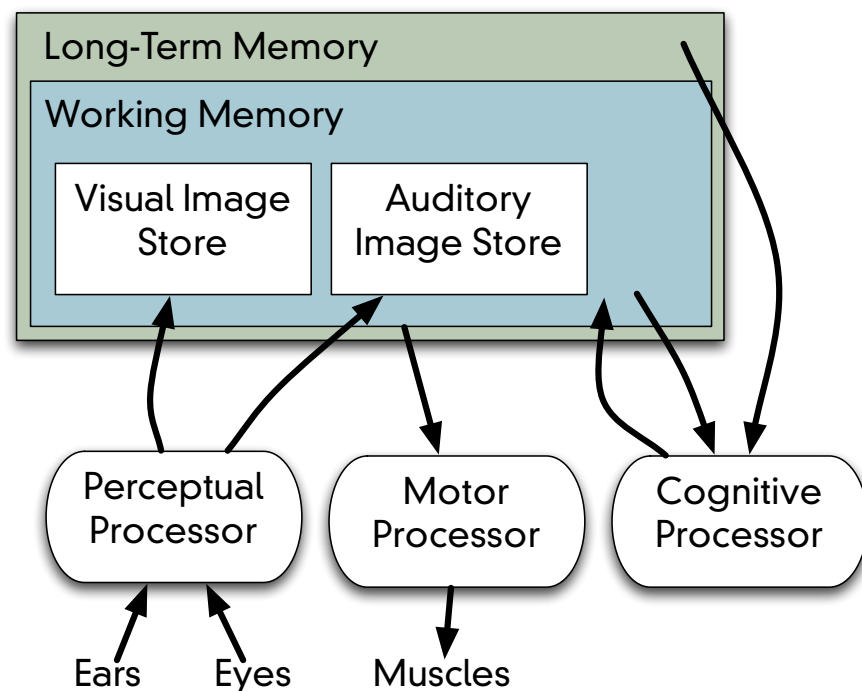 Long-Term Memory
Working Memory
Visual Image
Store
Auditory
Image Store
Perceptual
Processor
Motor
Processor
Cognitive
Processor
Ears
Eyes
Muscles